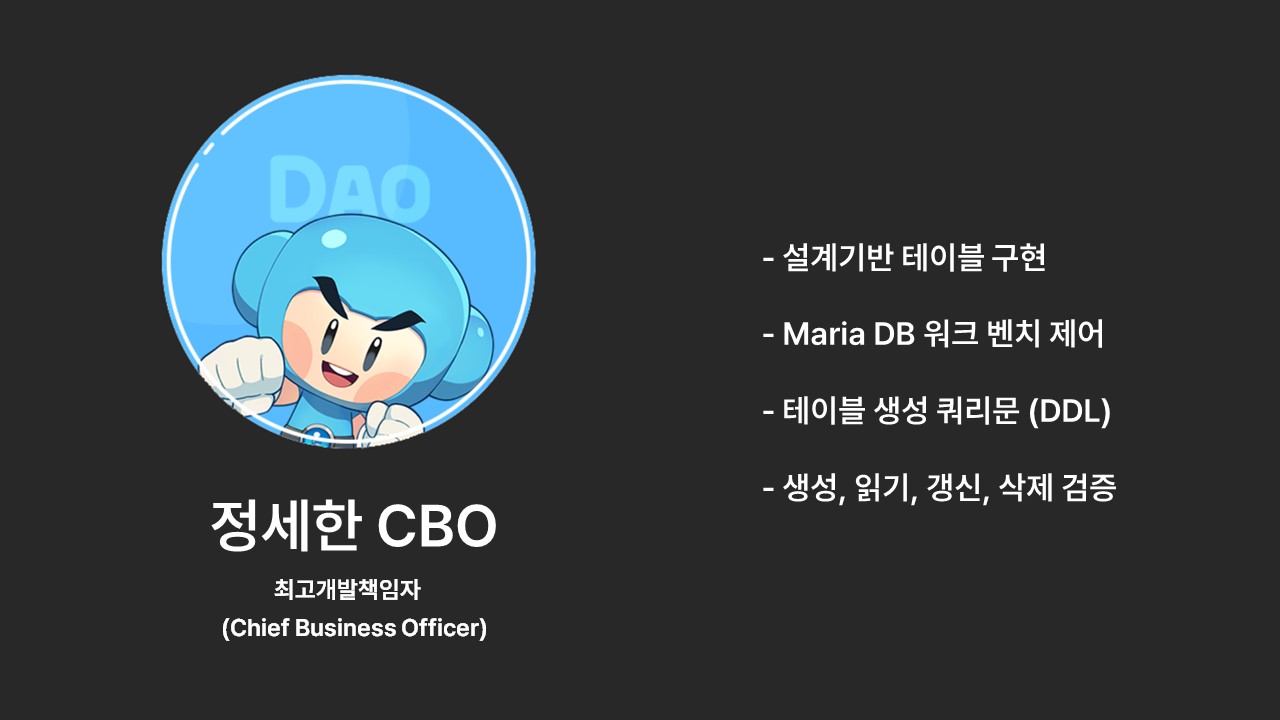 DAO
정세한 CBO
최고개발책임자
(Chief Business Officer)
- 설계기반 테이블 구현
- Maria DB 워크 벤치 제어
- 테이블 생성 쿼리문 (DDL)
- 생성, 읽기, 갱신, 삭제 검증